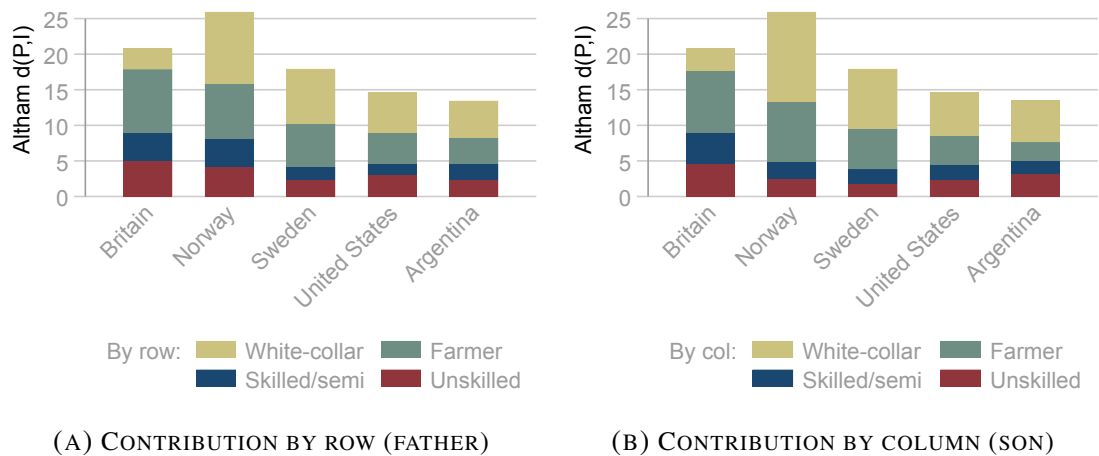 Altham d(P,I)
25
20
15
10
5
0
Britain
Norway
Sweden
United States
Argentina
By row: White-collar Farmer
Skilled/semi Unskilled
(A) CONTRIBUTION BY ROW (FATHER)
Altham d(P,I)
25
20
15
10
5
0
Britain
Norway
Sweden
United States
Argentina
By col: White-collar Farmer
Skilled/semi Unskilled
(B) CONTRIBUTION BY COLUMN (SON)